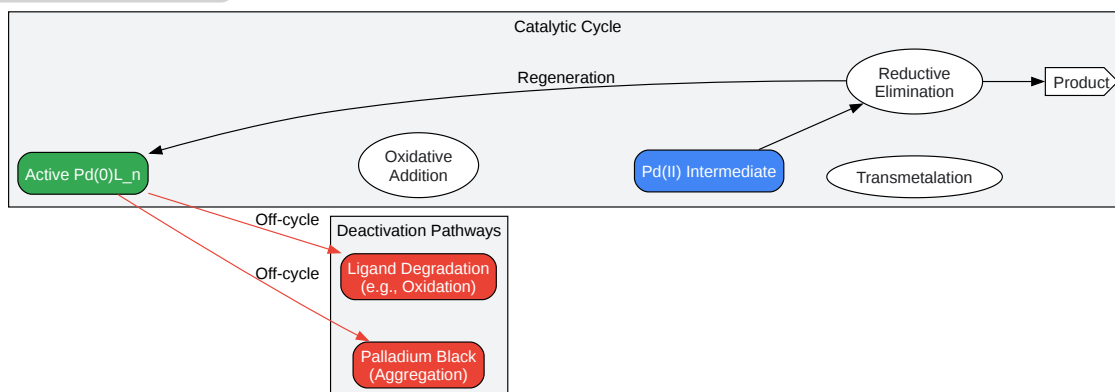 Catalytic Cycle
Regeneration
Reductive
Elimination
Product
Active Pd(0)L_n
Oxidative
Addition
Pd(II) Intermediate
Transmetalation
Off-cycle
Deactivation Pathways
Ligand Degradation
(e.g., Oxidation)
Off-cycle
Palladium Black
(Aggregation)